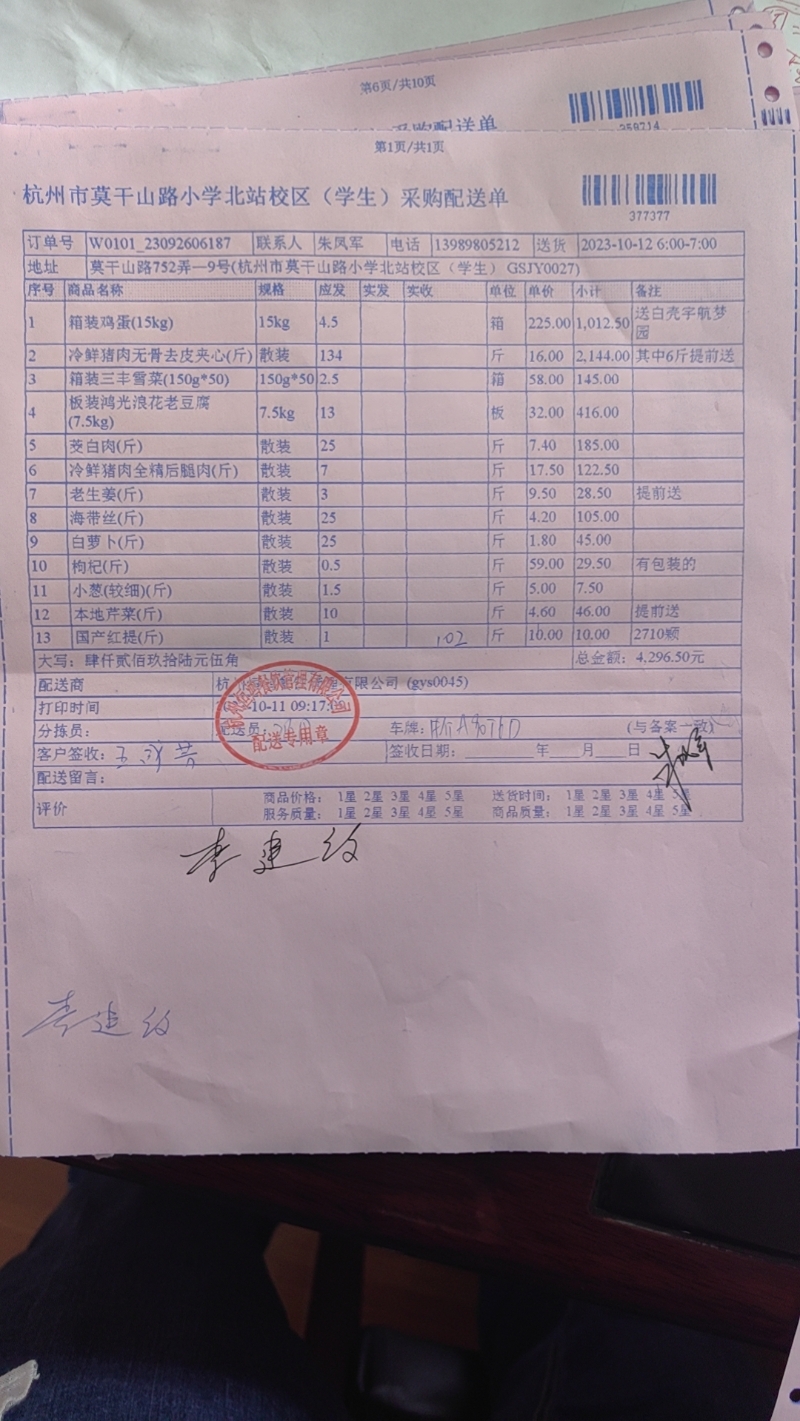 第6页/共10页
采购配送单
259714
第1页/共1页
杭州市莫干山路小学北站校区（学生）采购配送单
377377
订单号 W0101_23092606187 联系人 朱凤军 电话 13989805212 送货 2023-10-12 6:00-7:00
地址 莫干山路752弄一9号(杭州市莫干山路小学北站校区（学生） GSJY0027)
序号 商品名称 规格 应发 实发 实收 单位 单价 小计 备注
1 箱装鸡蛋(15kg) 15kg 4.5 箱 225.00 1,012.50 送白亮宇航梦园
2 冷鲜猪肉无骨去皮夹心(斤) 散装 134 斤 16.00 2,144.00 其中6斤提前送
3 箱装三丰雪菜(150g*50) 150g*50 2.5 箱 58.00 145.00
4 板装鸿光浪花老豆腐(7.5kg) 7.5kg 13 板 32.00 416.00
5 茭白肉(斤) 散装 25 斤 7.40 185.00
6 冷鲜猪肉全精后腿肉(斤) 散装 7 斤 17.50 122.50
7 老生姜(斤) 散装 3 斤 9.50 28.50 提前送
8 海带丝(斤) 散装 25 斤 4.20 105.00
9 白萝卜(斤) 散装 25 斤 1.80 45.00
10 枸杞(斤) 散装 0.5 斤 59.00 29.50 有包装的
11 小葱(较细)(斤) 散装 1.5 斤 5.00 7.50
12 本地芹菜(斤) 散装 10 斤 4.60 46.00 提前送
13 国产红提(斤) 散装 1 1.02 斤 10.00 10.00 2710颗
大写：肆仟贰佰玖拾陆元伍角 总金额：4,296.50元
配送商 杭 有限公司 (gys0045)
打印时间 10-11 09:17:
分拣员： 配送员： 车牌: (与备案一致)
配送专用章
客户签收： 签收日期：______年___月___日
配送留言：
评价 商品价格： 1星 2星 3星 4星 5星 送货时间： 1星 2星 3星 4星 5星
服务质量： 1星 2星 3星 4星 5星 商品质量： 1星 2星 3星 4星 5星